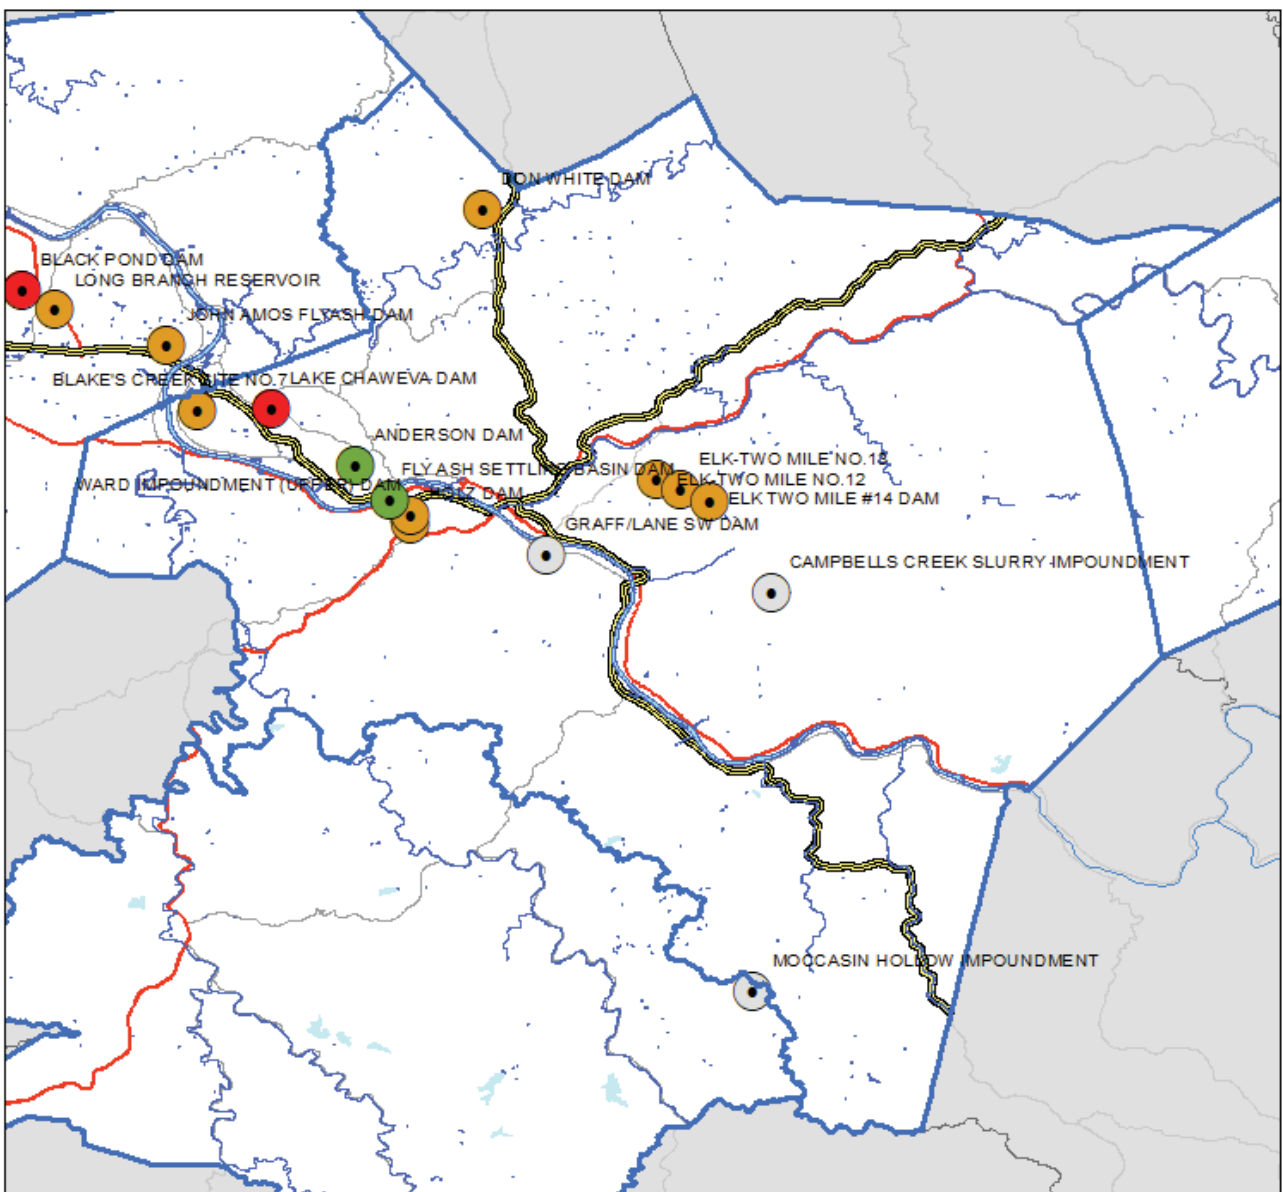 DON WHITE DAM
BLACK POND DAM
LONG BRANCH RESERVOIR
JOHN AMOS FLYASH DAM
BLAKE'S CREEK SITE NO.7
LAKE CHAWEVA DAM
ANDERSON DAM
ELK-TWO MILE NO.13
FLY ASH SETTLING BASIN DAM
ELK-TWO MILE NO.12
WARD IMPOUNDMENT (UPPER) DAM
DAM
ELK TWO MILE #14 DAM
GRAFF/LANE SW DAM
CAMPBELLS CREEK SLURRY IMPOUNDMENT
MOCCASIN HOLLOW IMPOUNDMENT